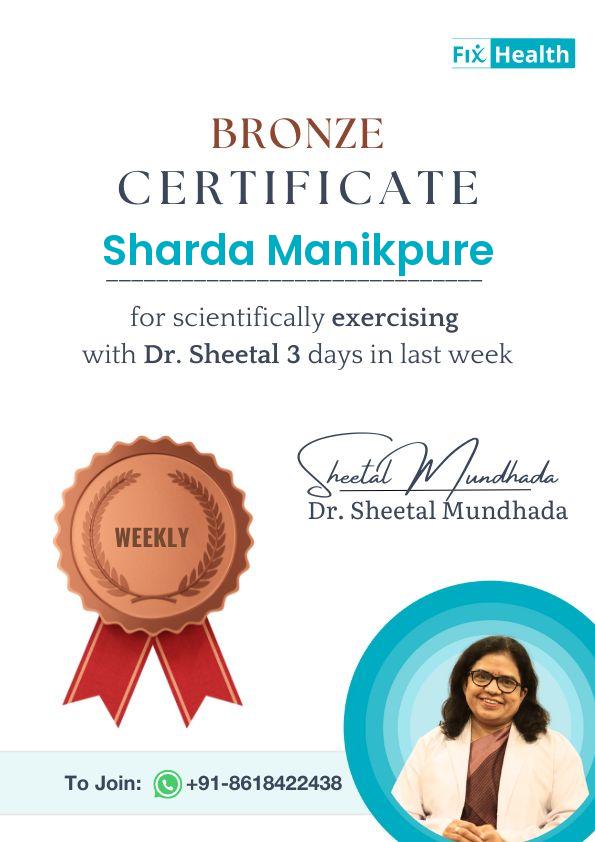 Fix Health
BRONZE
CERTIFICATE
Sharda Manikpure
for scientifically exercising
with Dr. Sheetal 3 days in last week
Sheetal Mundhada
Dr. Sheetal Mundhada
WEEKLY
To Join: +91-8618422438